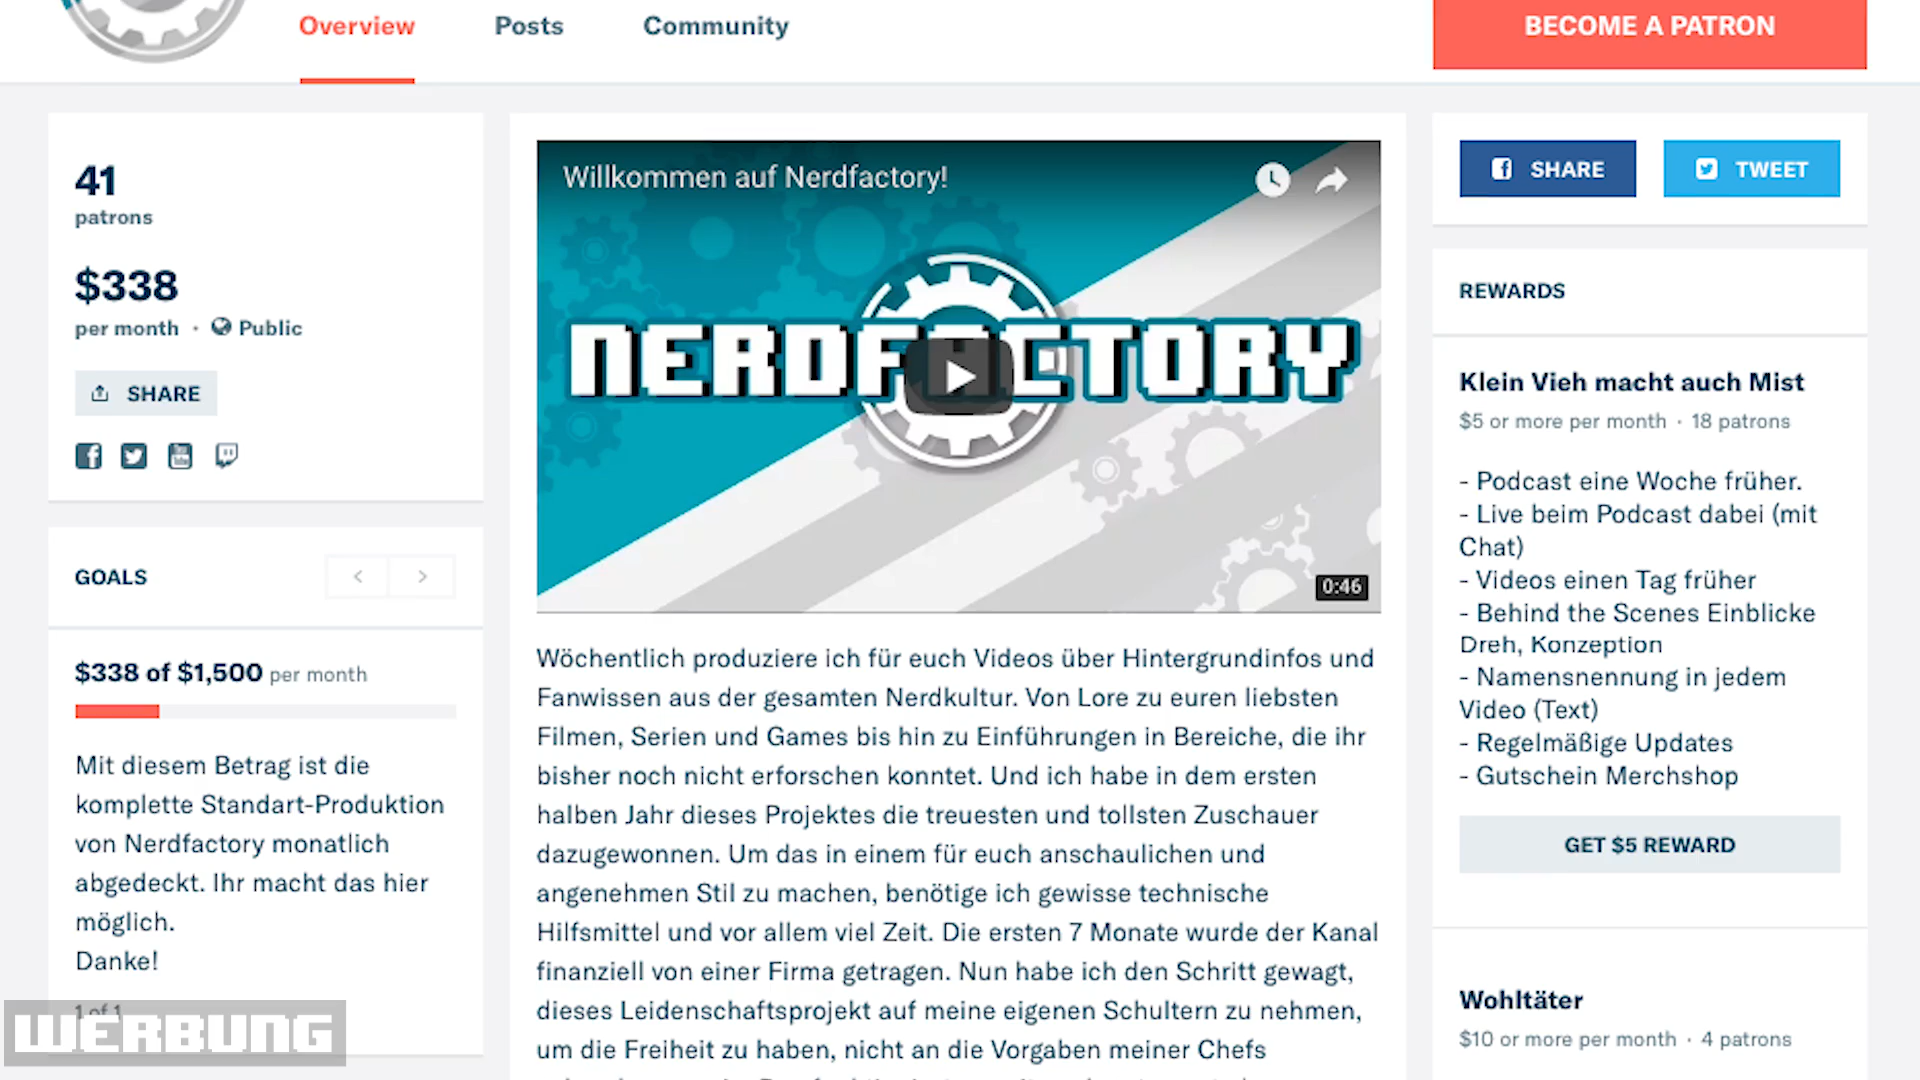 Overview
Posts
Community
BECOME A PATRON
41
patrons
$338
per month · Public
SHARE
GOALS
$338 of $1,500 per month
Mit diesem Betrag ist die
komplette Standart-Produktion
von Nerdfactory monatlich
abgedeckt. Ihr macht das hier
möglich.
Danke!
1 of 1
WERBUNG
Willkommen auf Nerdfactory!
NERDFACTORY
0:46
Wöchentlich produziere ich für euch Videos über Hintergrundinfos und
Fanwissen aus der gesamten Nerdkultur. Von Lore zu euren liebsten
Filmen, Serien und Games bis hin zu Einführungen in Bereiche, die ihr
bisher noch nicht erforschen konntet. Und ich habe in dem ersten
halben Jahr dieses Projektes die treuesten und tollsten Zuschauer
dazugewonnen. Um das in einem für euch anschaulichen und
angenehmen Stil zu machen, benötige ich gewisse technische
Hilfsmittel und vor allem viel Zeit. Die ersten 7 Monate wurde der Kanal
finanziell von einer Firma getragen. Nun habe ich den Schritt gewagt,
dieses Leidenschaftsprojekt auf meine eigenen Schultern zu nehmen,
um die Freiheit zu haben, nicht an die Vorgaben meiner Chefs
SHARE
TWEET
REWARDS
Klein Vieh macht auch Mist
$5 or more per month · 18 patrons
- Podcast eine Woche früher.
- Live beim Podcast dabei (mit
Chat)
- Videos einen Tag früher
- Behind the Scenes Einblicke
Dreh, Konzeption
- Namensnennung in jedem
Video (Text)
- Regelmäßige Updates
- Gutschein Merchshop
GET $5 REWARD
Wohltäter
$10 or more per month · 4 patrons